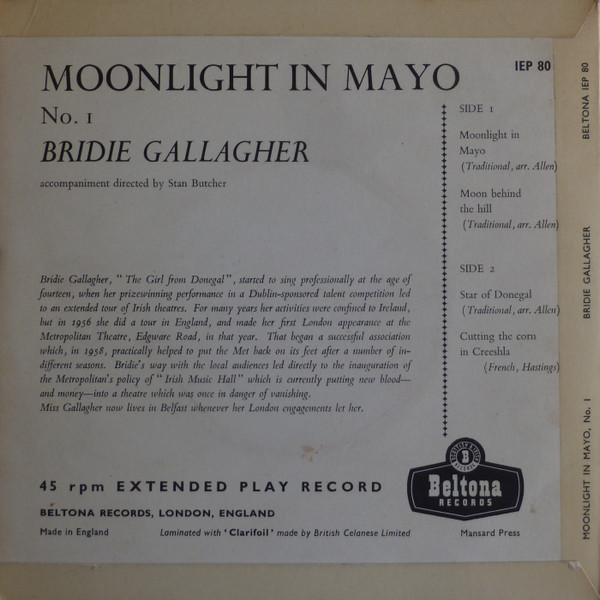 MOONLIGHT IN MAYO
No. 1
BRIDIE GALLAGHER
accompaniment directed by Stan Butcher
Bridie Gallagher, "The Girl from Donegal", started to sing professionally at the age of
fourteen, when her prizewinning performance in a Dublin-sponsored talent competition led
to an extended tour of Irish theatres. For many years her activities were confined to Ireland,
but in 1956 she did a tour in England, and made her first London appearance at the
Metropolitan Theatre, Edgware Road, in that year. That began a successful association
which, in 1958, practically helped to put the Met back on its feet after a number of in-
different seasons. Bridie's way with the local audiences led directly to the inauguration of
the Metropolitan's policy of "Irish Music Hall" which is currently putting new blood—
and money—into a theatre which was once in danger of vanishing.
Miss Gallagher now lives in Belfast whenever her London engagements let her.
IEP 80
SIDE 1
Moonlight in
Mayo
(Traditional, arr. Allen)
Moon behind
the hill
(Traditional, arr. Allen)
SIDE 2
Star of Donegal
(Traditional, arr. Allen)
Cutting the corn
in Creeshla
(French, Hastings)
45 rpm EXTENDED PLAY RECORD
BELTONA RECORDS, LONDON, ENGLAND
Made in England
Laminated with 'Clarifoil' made by British Celanese Limited
B
Beltona
RECORDS
Mansard Press
BELTONA IEP 80
BRIDIE GALLAGHER
MOONLIGHT IN MAYO, No. 1